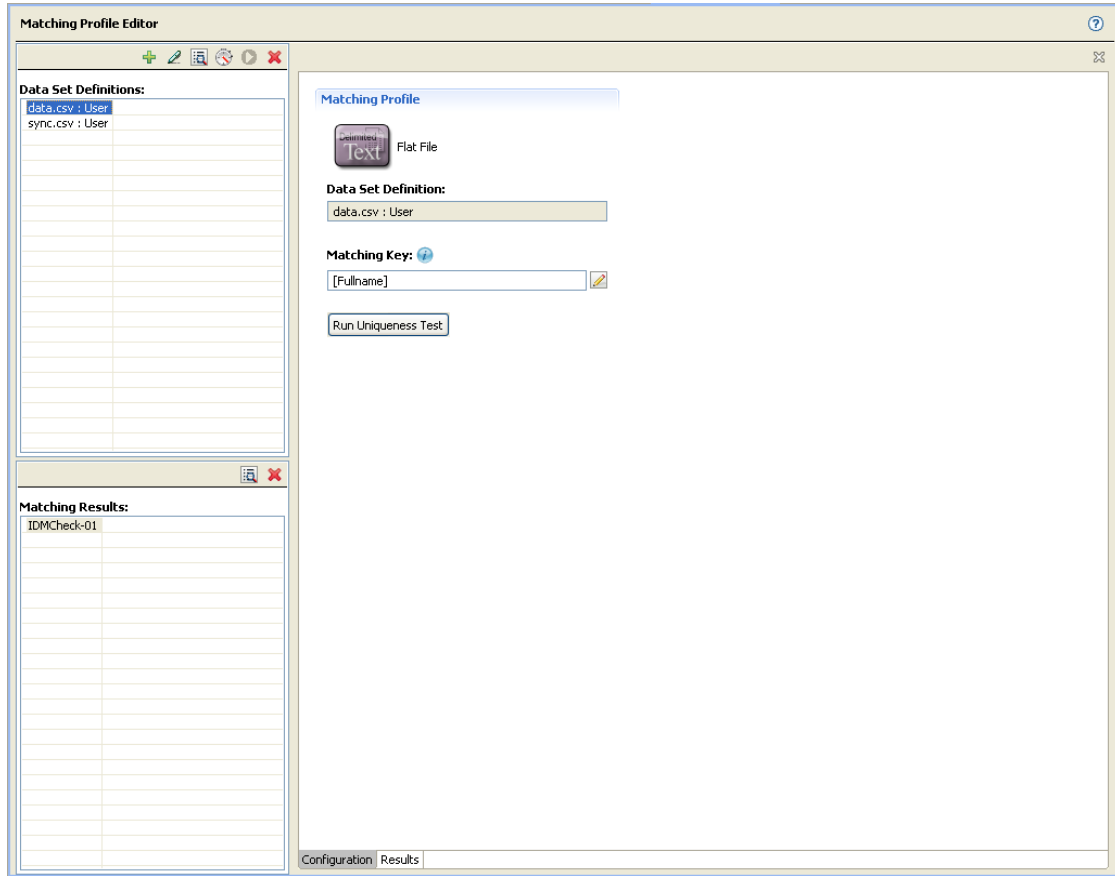 Matching Profile Editor
Data Set Definitions:
data.csv : User
sync.csv : User
Matching Results:
IDMCheck-01
Matching Profile
Delimited
Text
Flat File
Data Set Definition:
data.csv : User
Matching Key:
[Fullname]
Run Uniqueness Test
Configuration Results